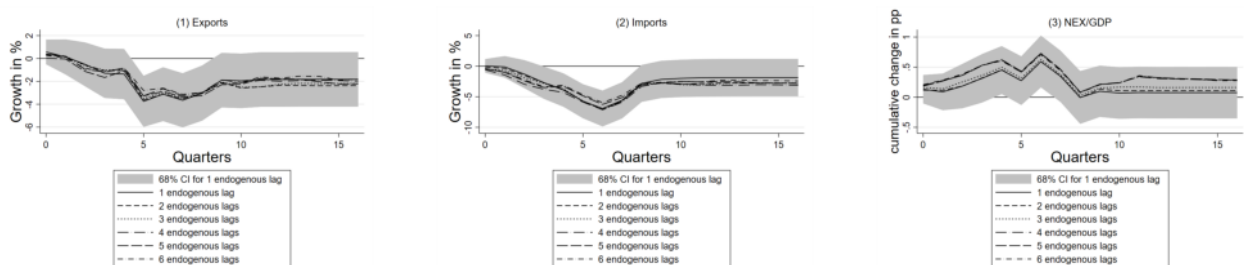 (1) Exports
Growth in %
2
0
-2
-4
-6
0
5
10
15
Quarters
68% CI for 1 endogenous lag
1 endogenous lag
2 endogenous lags
3 endogenous lags
4 endogenous lags
5 endogenous lags
6 endogenous lags
(2) Imports
Growth in %
5
0
-5
-10
0
5
10
15
Quarters
68% CI for 1 endogenous lag
1 endogenous lag
2 endogenous lags
3 endogenous lags
4 endogenous lags
5 endogenous lags
6 endogenous lags
(3) NEX/GDP
cumulative change in pp
1
.5
0
-.5
0
5
10
15
Quarters
68% CI for 1 endogenous lag
1 endogenous lag
2 endogenous lags
3 endogenous lags
4 endogenous lags
5 endogenous lags
6 endogenous lags